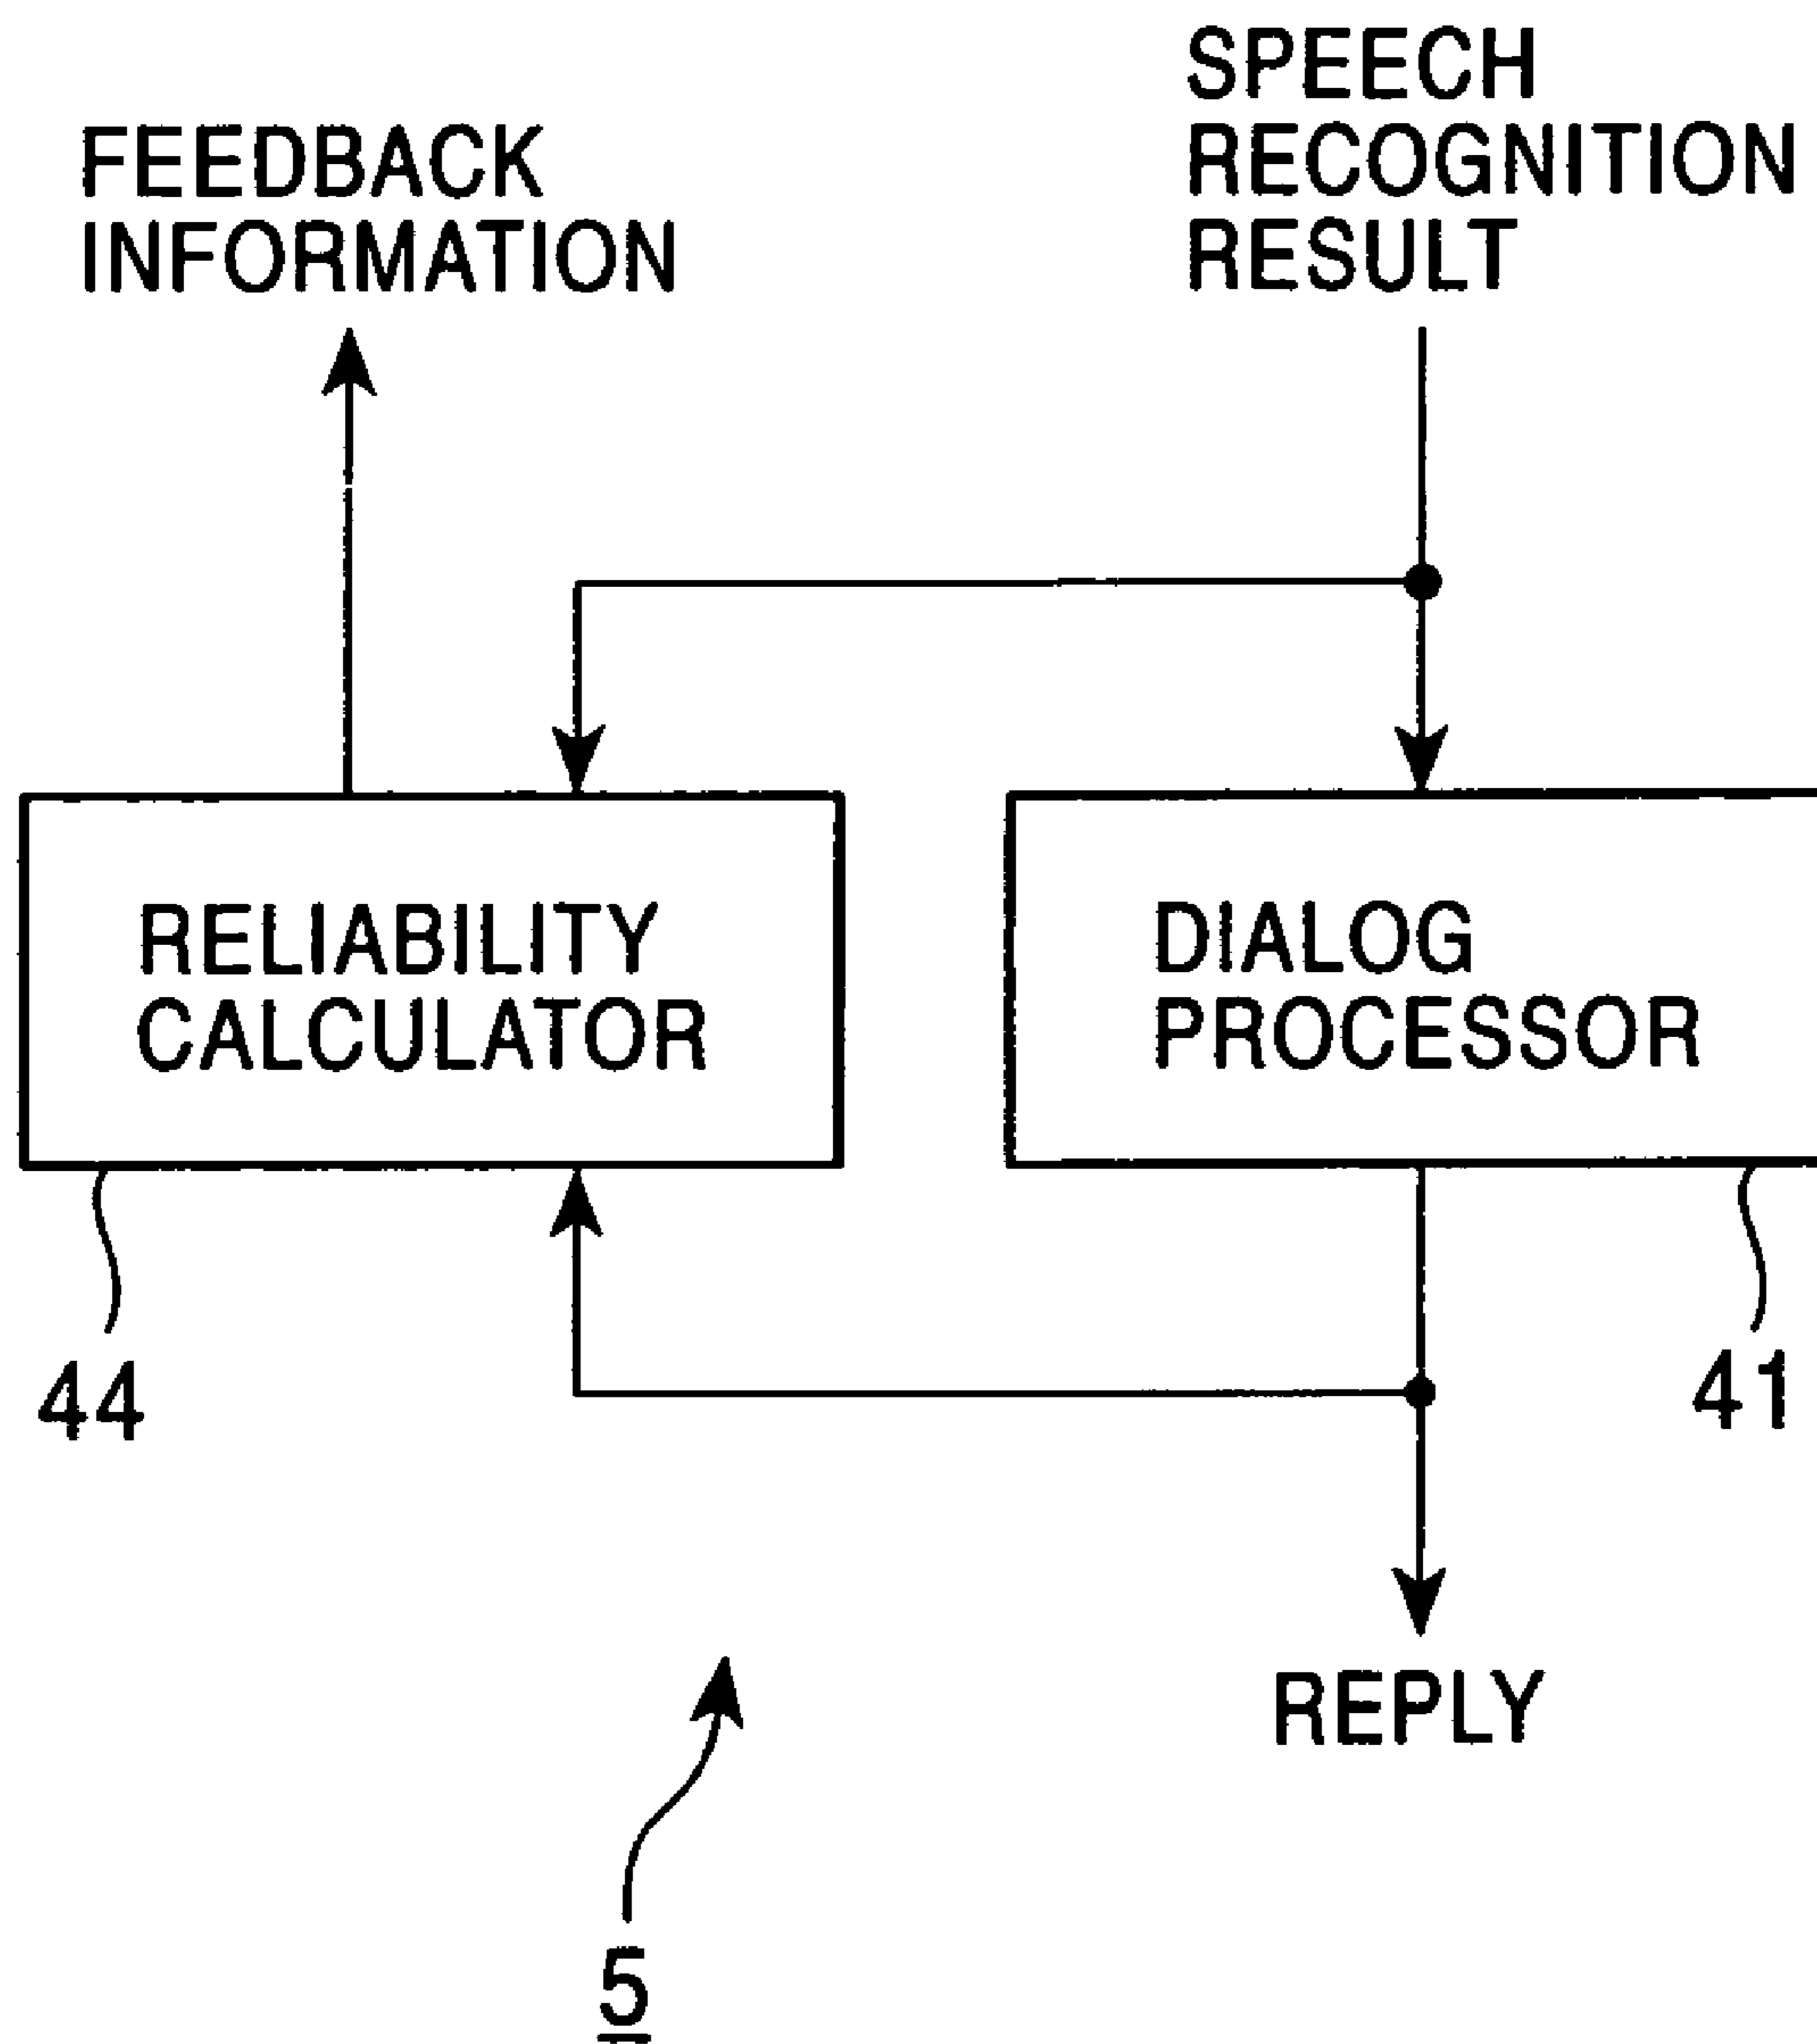 FEEDBACK
INFORMATION
SPEECH
RECOGNITION
RESULT
RELIABILITY
CALCULATOR
DIALOG
PROCESSOR
44
41
REPLY
5